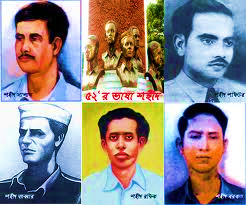 ৫২'র ভাষা শহীদ
শহীদ সালাম
শহীদ শফিউর
শহীদ জব্বার
শহীদ রফিক
শহীদ বরকত